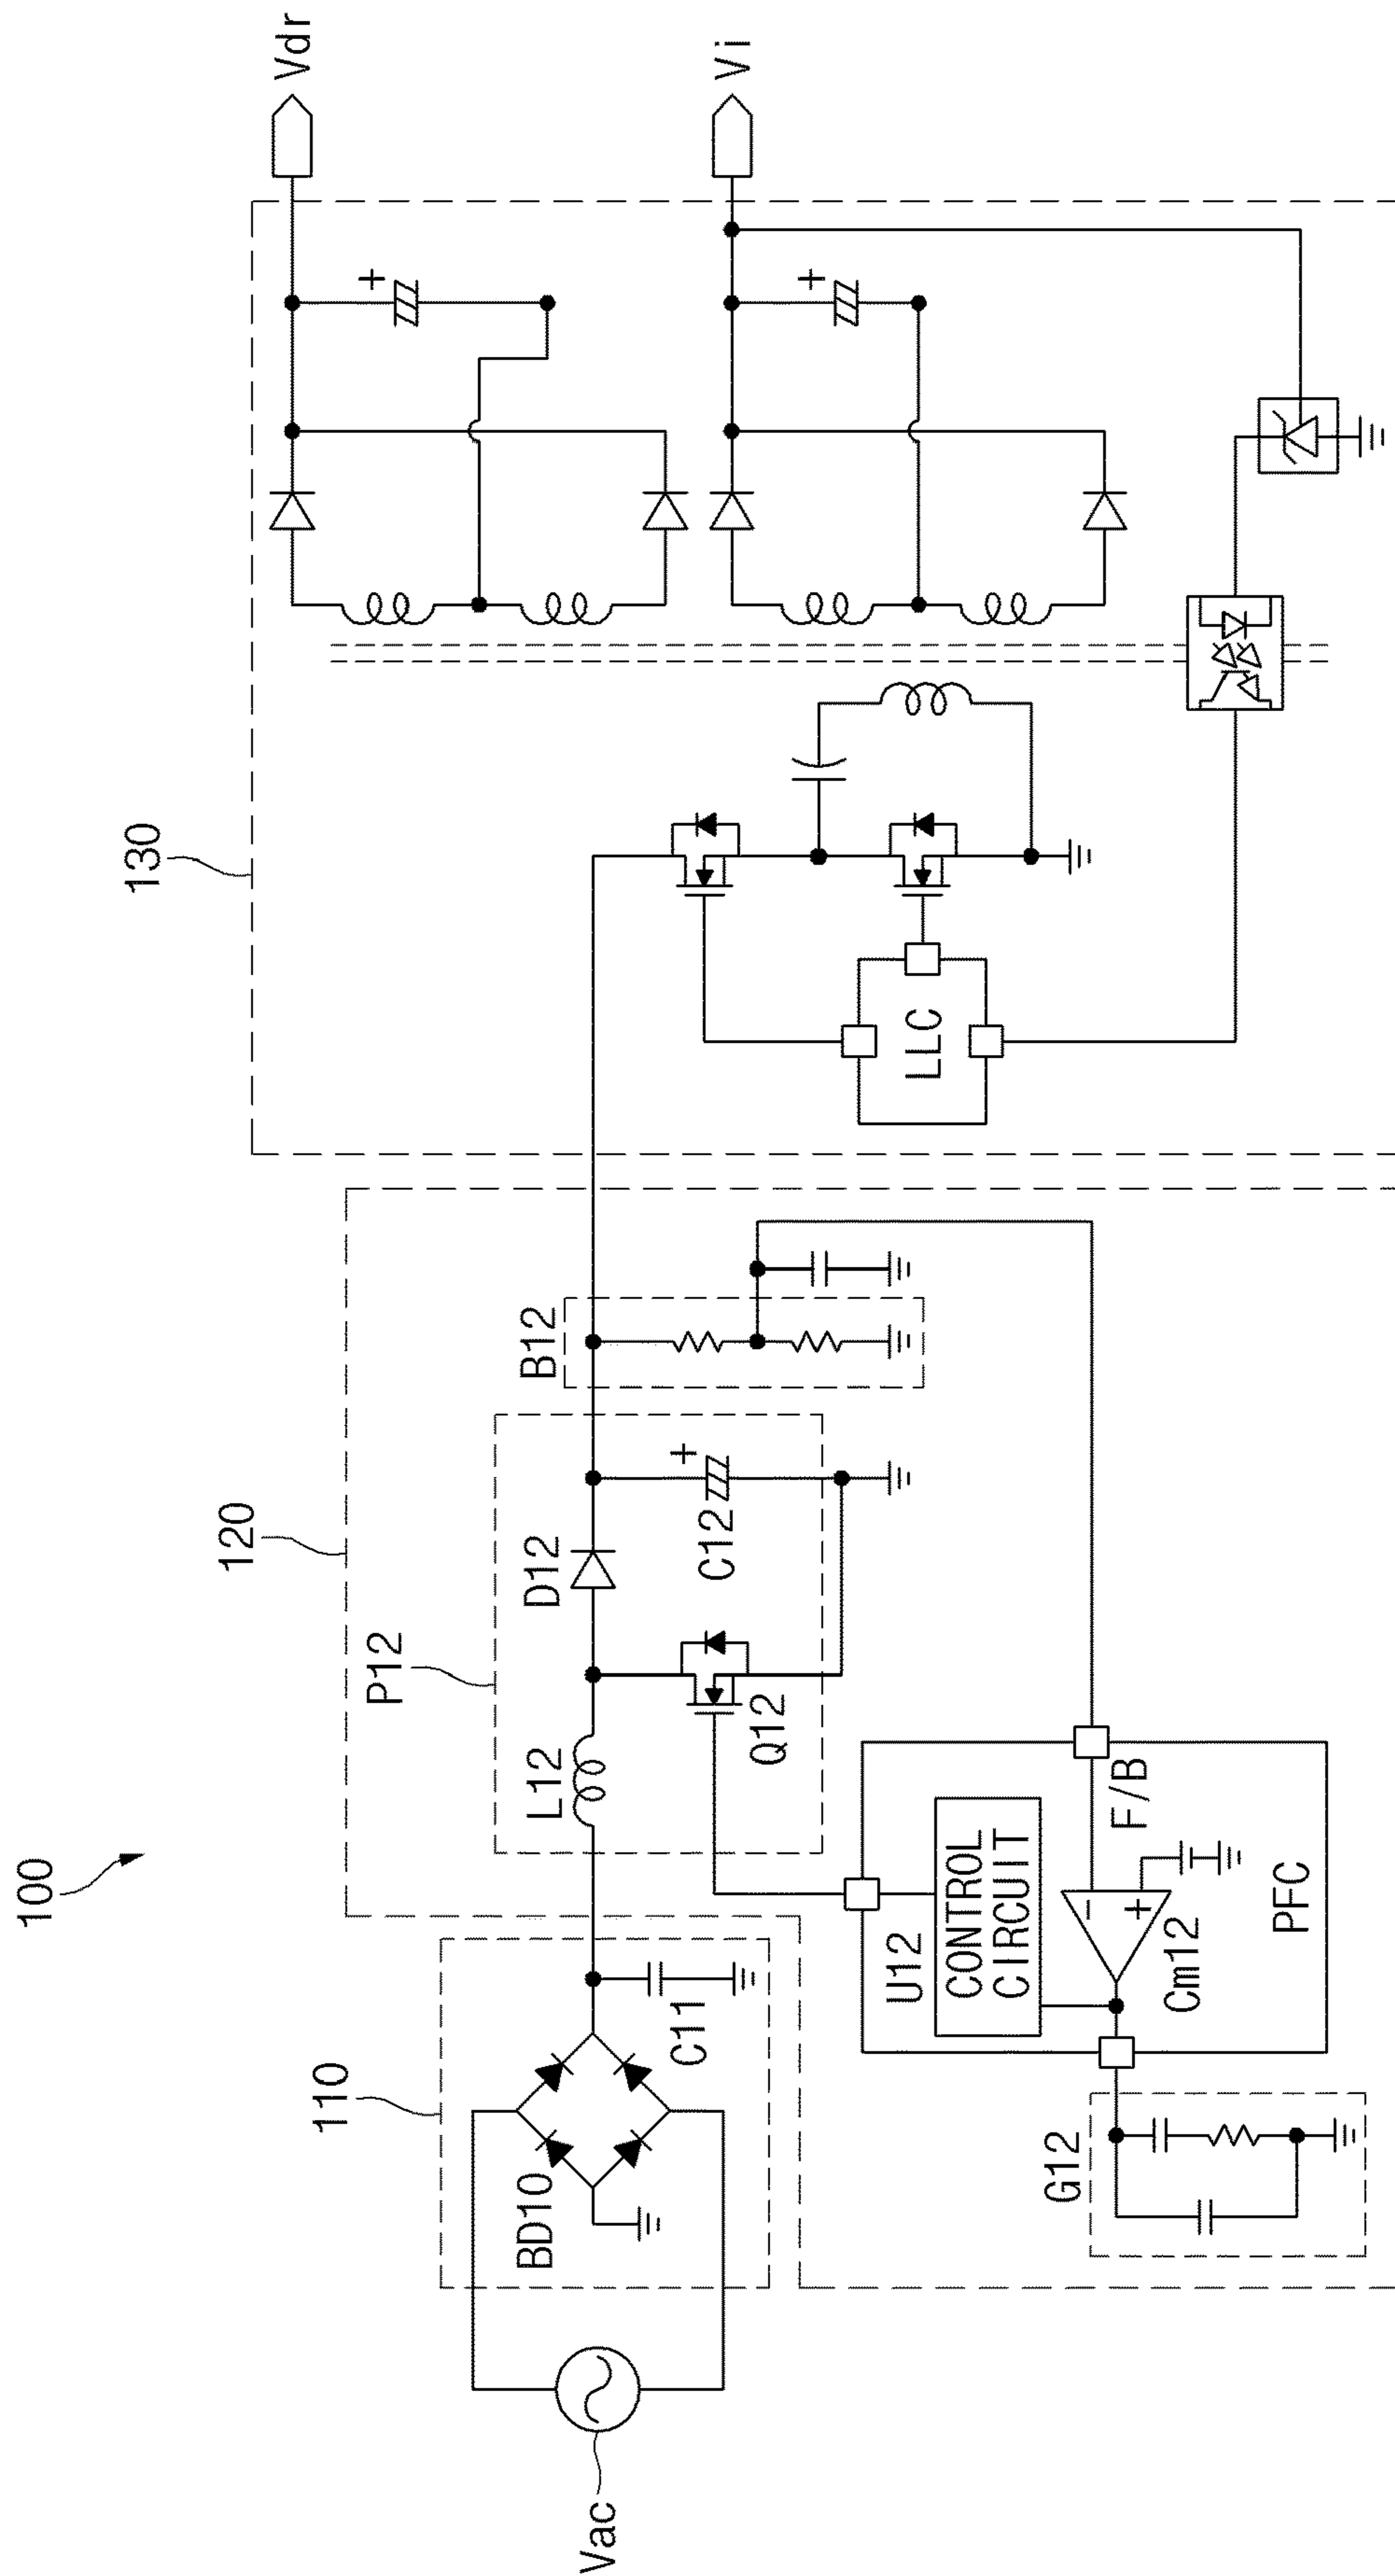 100
Vac
110
BD10
C11
120
P12
L12
D12
Q12
C12
+
B12
U12
CONTROL
CIRCUIT
F/B
-
+
Cm12
PFC
G12
130
LLC
+
Vdr
+
Vi